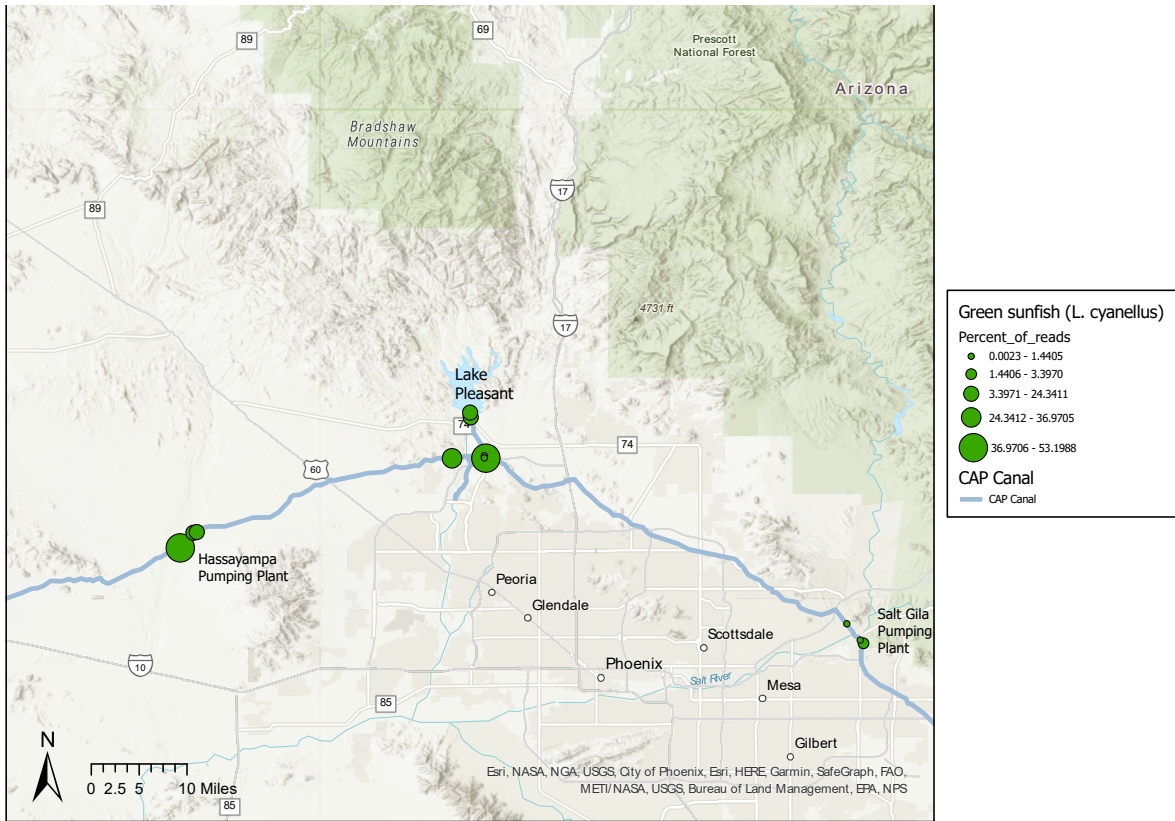 89
69
Prescott
National Forest
Arizona
Bradshaw
Mountains
17
89
4731 ft
17
Lake
Pleasant
74
74
60
Hassayampa
Pumping Plant
Peoria
Glendale
Salt Gila
Pumping
Plant
Scottsdale
Phoenix
Salt River
Mesa
10
85
Gilbert
N
0 2.5 5 10 Miles
85
Esri, NASA, NGA, USGS, City of Phoenix, Esri, HERE, Garmin, SafeGraph, FAO,
METI/NASA, USGS, Bureau of Land Management, EPA, NPS
Green sunfish (L. cyanellus)
Percent_of_reads
0.0023 - 1.4405
1.4406 - 3.3970
3.3971 - 24.3411
24.3412 - 36.9705
36.9706 - 53.1988
CAP Canal
CAP Canal